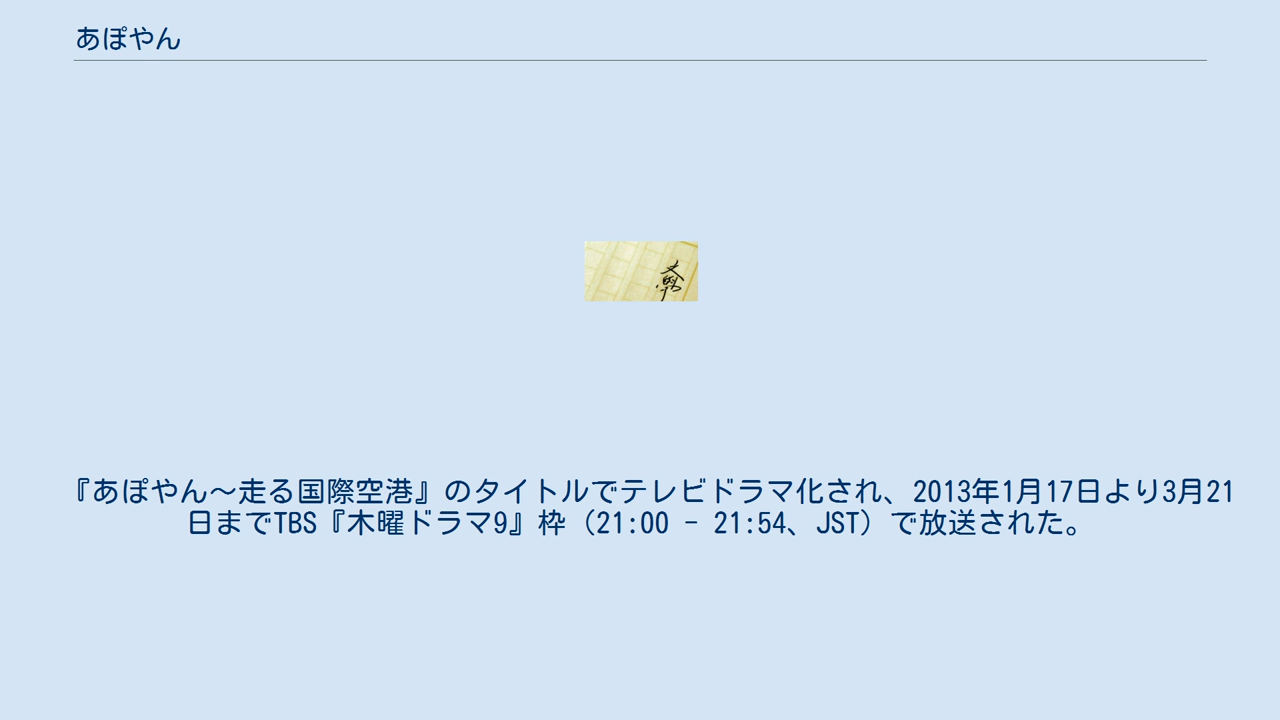 あぽやん
『あぽやん〜走る国際空港』のタイトルでテレビドラマ化され、2013年1月17日より3月21
日までTBS『木曜ドラマ9』枠（21:00 - 21:54、JST）で放送された。